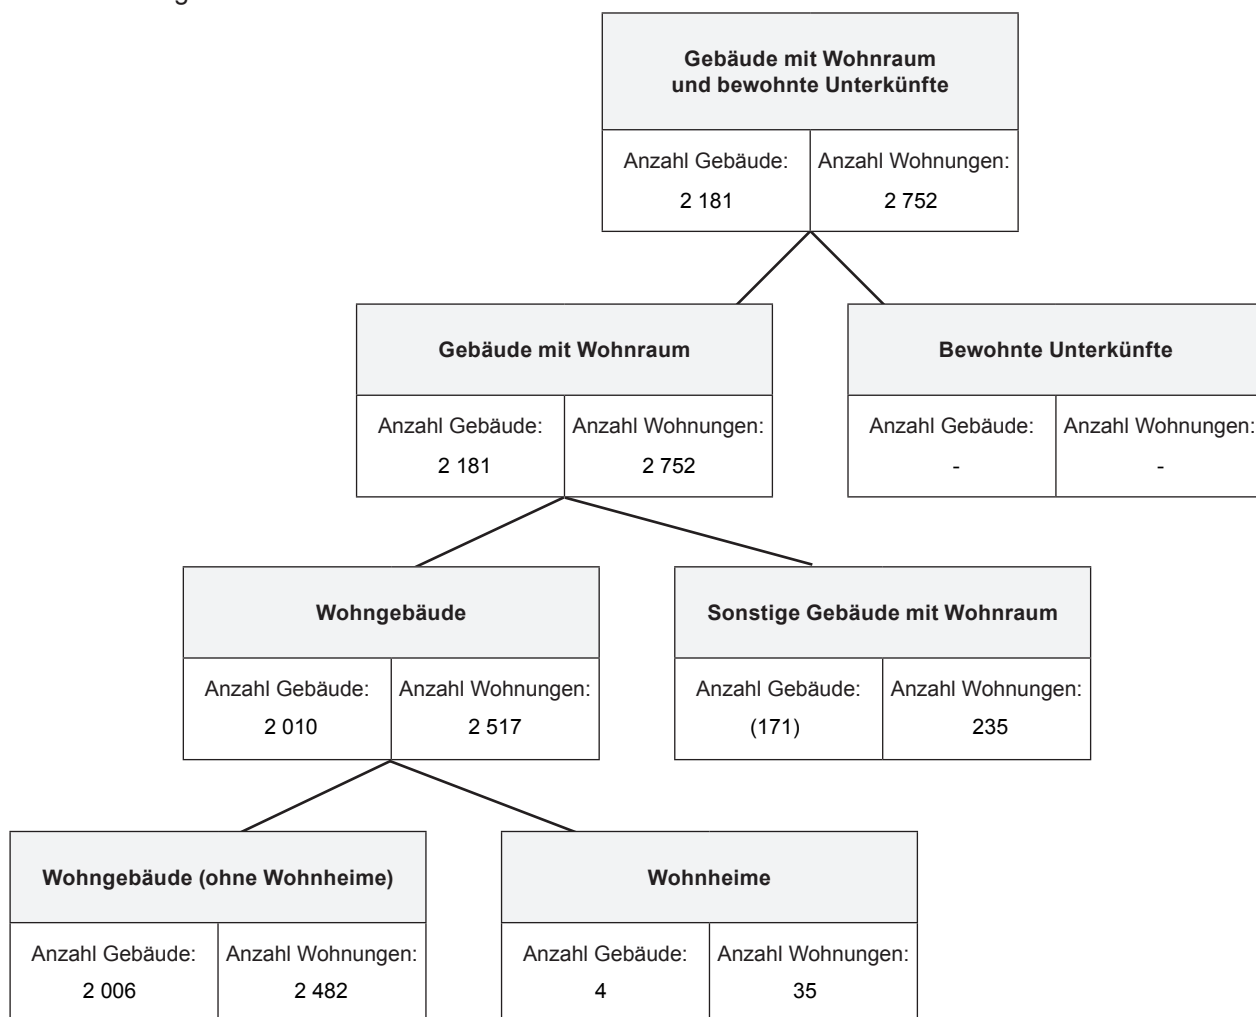 Gebäude mit Wohnraum
und bewohnte Unterkünfte
Anzahl Gebäude: Anzahl Wohnungen:
2 181 2 752
Gebäude mit Wohnraum Bewohnte Unterkünfte
Anzahl Gebäude: Anzahl Wohnungen: Anzahl Gebäude: Anzahl Wohnungen:
2 181 2 752 - -
Wohngebäude Sonstige Gebäude mit Wohnraum
Anzahl Gebäude: Anzahl Wohnungen: Anzahl Gebäude: Anzahl Wohnungen:
2 010 2 517 (171) 235
Wohngebäude (ohne Wohnheime) Wohnheime
Anzahl Gebäude: Anzahl Wohnungen: Anzahl Gebäude: Anzahl Wohnungen:
2 006 2 482 4 35